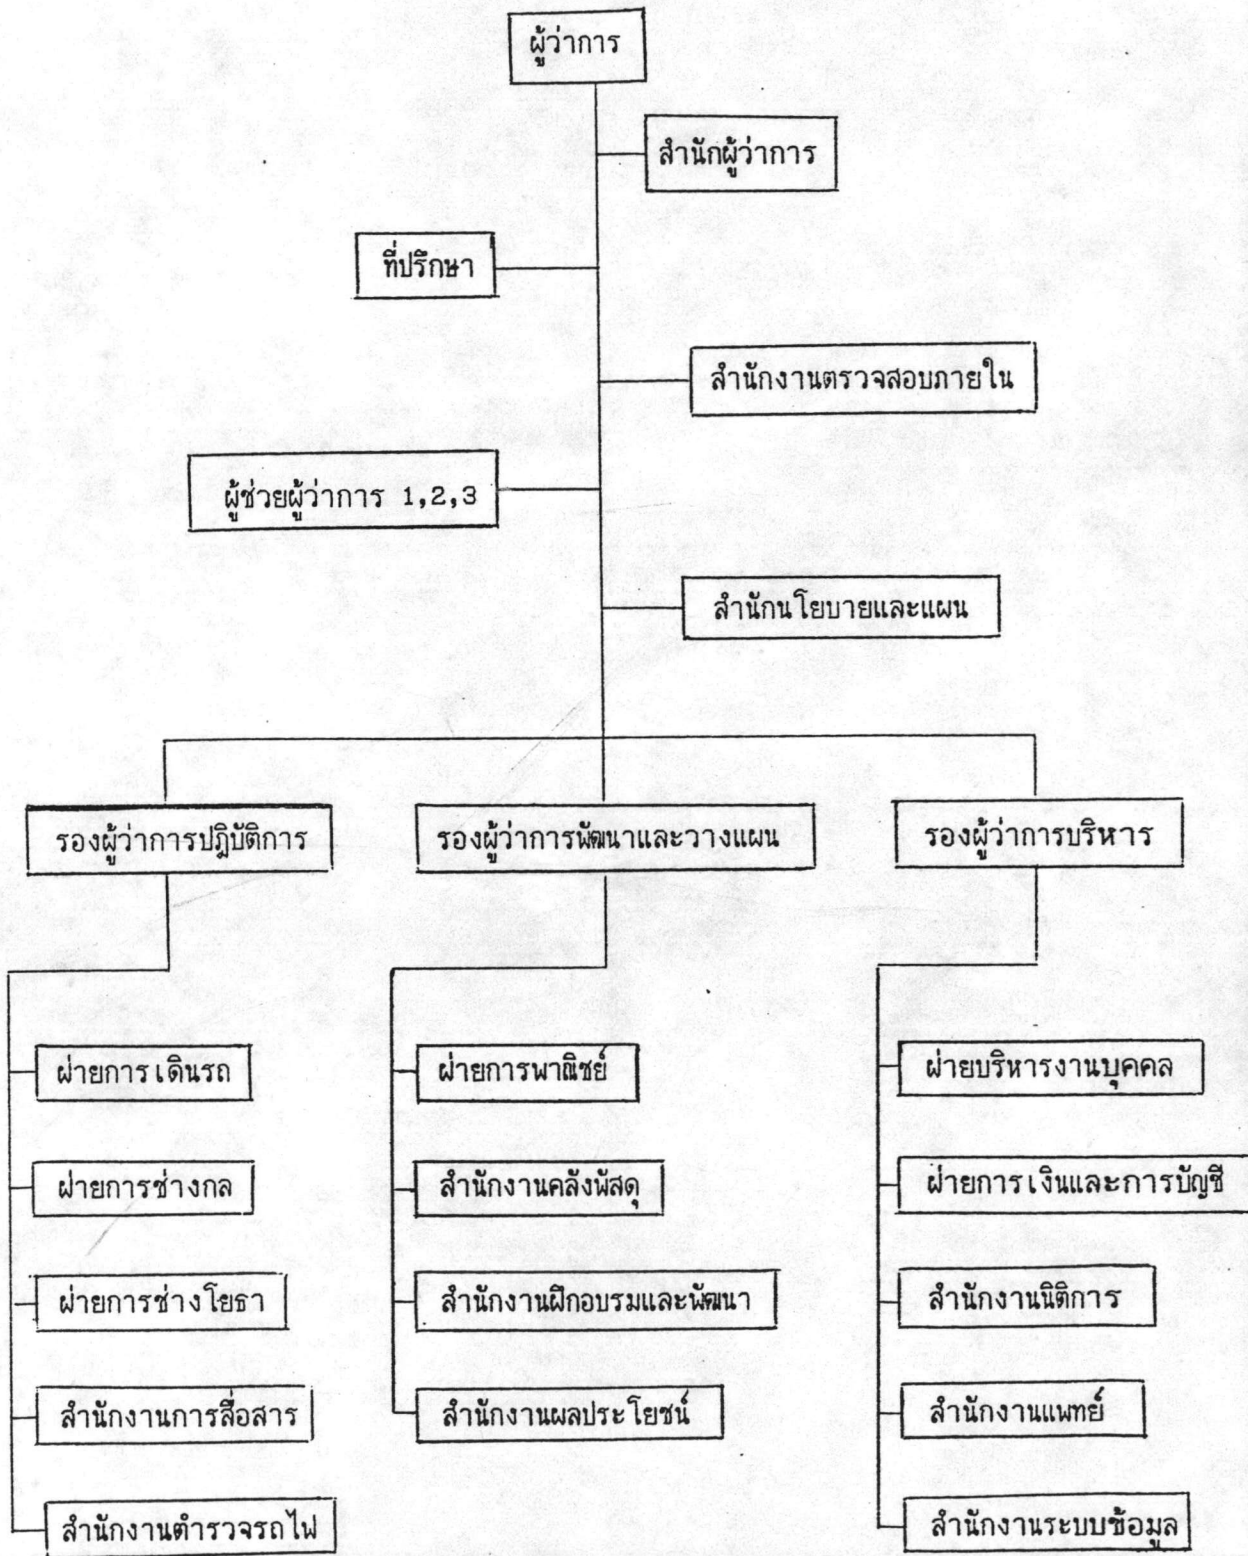 ผู้ว่าการ
สำนักผู้ว่าการ
ที่ปรึกษา
สำนักงานตรวจสอบภายใน
ผู้ช่วยผู้ว่าการ 1,2,3
สำนักนโยบายและแผน
รองผู้ว่าการปฎิบัติการ
รองผู้ว่าการพัฒนาและวางแผน
รองผู้ว่าการบริหาร
ฝ่ายการเดินรถ
ฝ่ายการช่างกล
ฝ่ายการช่างโยธา
สำนักงานการสื่อสาร
สำนักงานตำรวจรถไฟ
ฝ่ายการพาณิชย์
สำนักงานคลังพัสดุ
สำนักงานฝึกอบรมและพัฒนา
สำนักงานผลประโยชน์
ฝ่ายบริหารงานบุคคล
ฝ่ายการเงินและการบัญชี
สำนักงานนิติการ
สำนักงานแพทย์
สำนักงานระบบข้อมูล